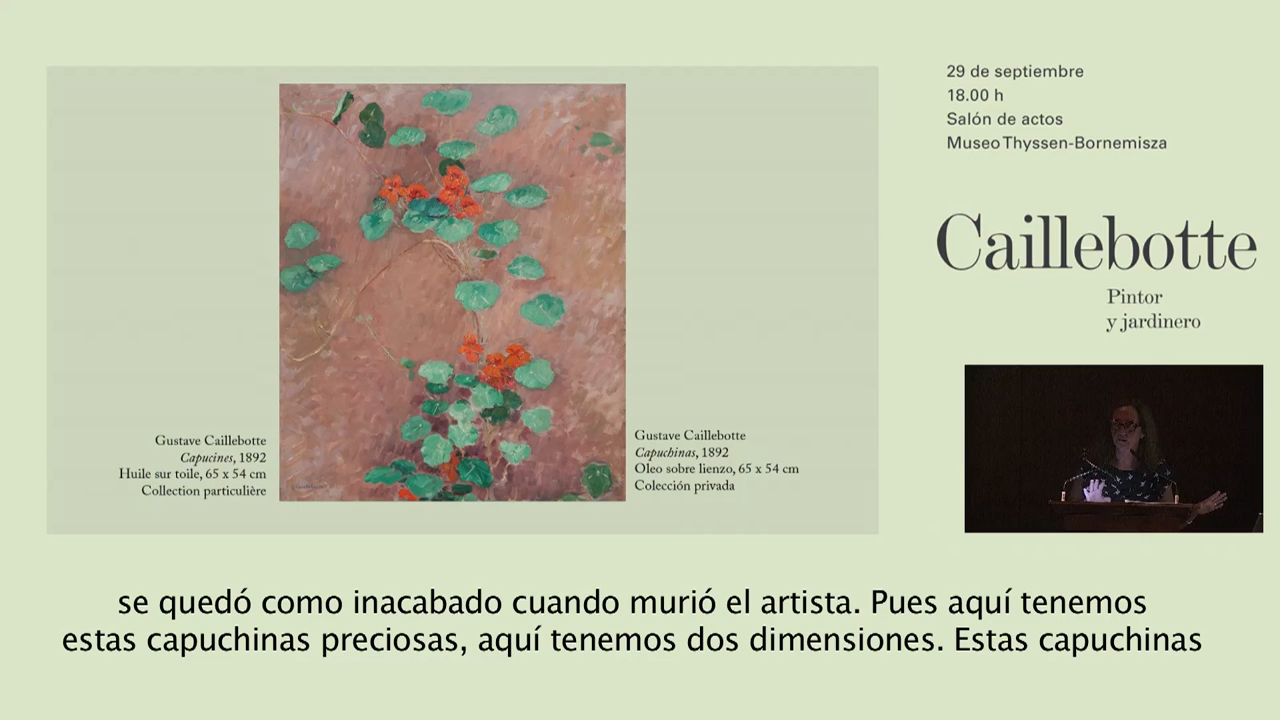 29 de septiembre
18.00 h
Salón de actos
Museo Thyssen-Bornemisza
Caillebotte
Pintor
y jardinero
Gustave Caillebotte
Capucines, 1892
Huile sur toile, 65 x 54 cm
Collection particulière
Gustave Caillebotte
Capuchinas, 1892
Oleo sobre lienzo, 65 x 54 cm
Colección privada
se quedó como inacabado cuando murió el artista. Pues aquí tenemos
estas capuchinas preciosas, aquí tenemos dos dimensiones. Estas capuchinas